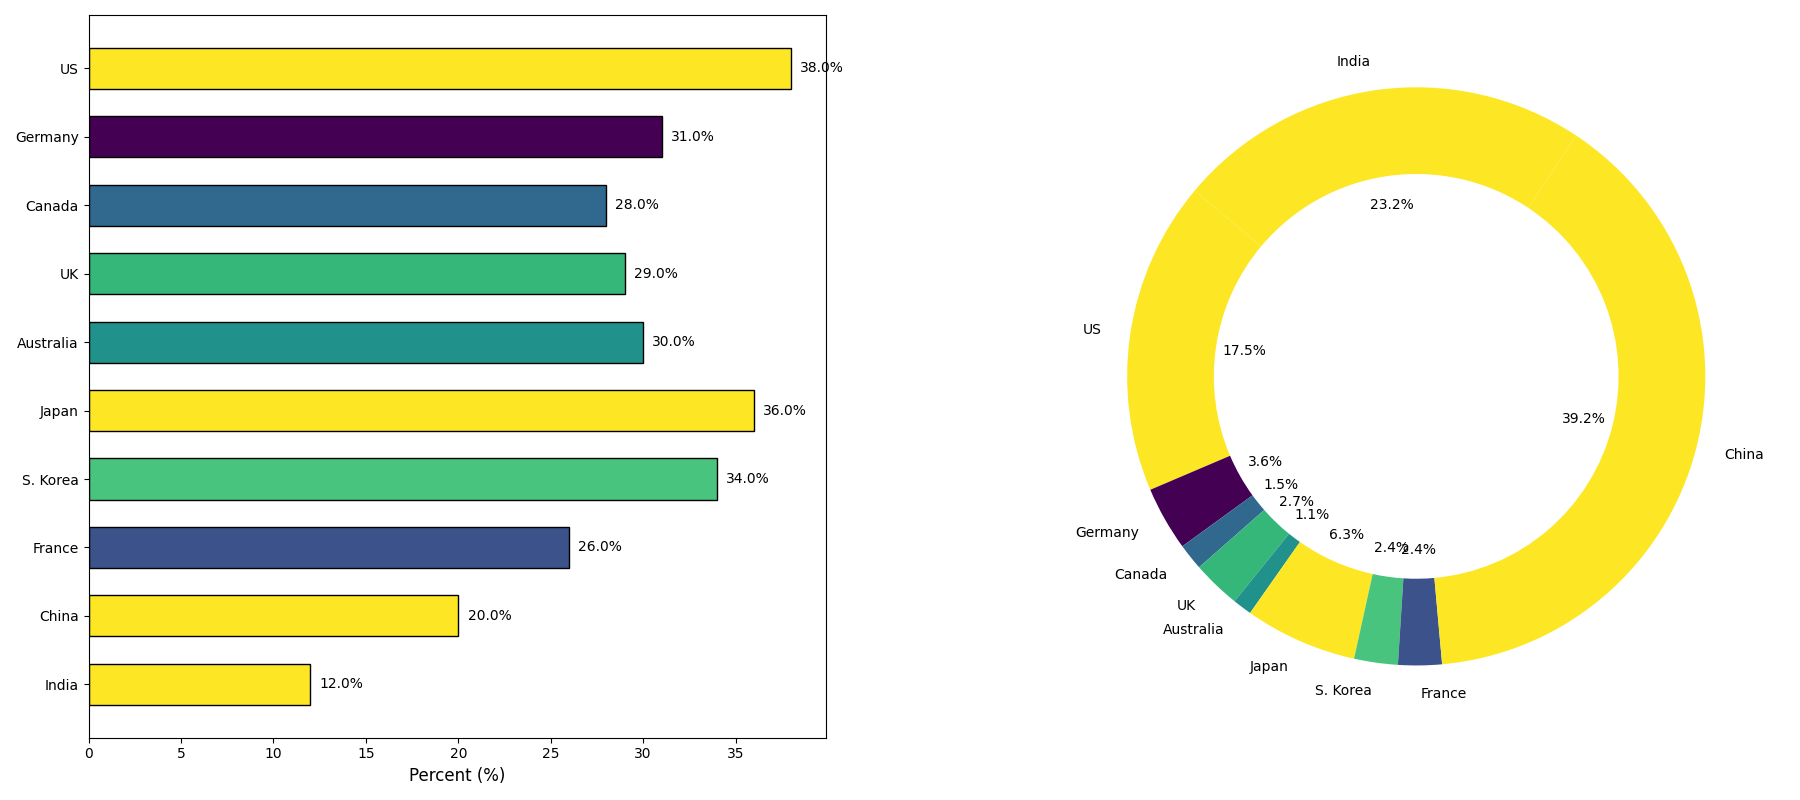 US
38.0%
Germany
31.0%
Canada
28.0%
UK
29.0%
Australia
30.0%
Japan
36.0%
S. Korea
34.0%
France
26.0%
China
20.0%
India
12.0%
0 5 10 15 20 25 30 35
Percent (%)
India
23.2%
US
17.5%
39.2%
China
3.6%
1.5%
2.7%
1.1%
6.3%
2.4%
2.4%
Germany
Canada
UK
Australia
Japan
S. Korea
France